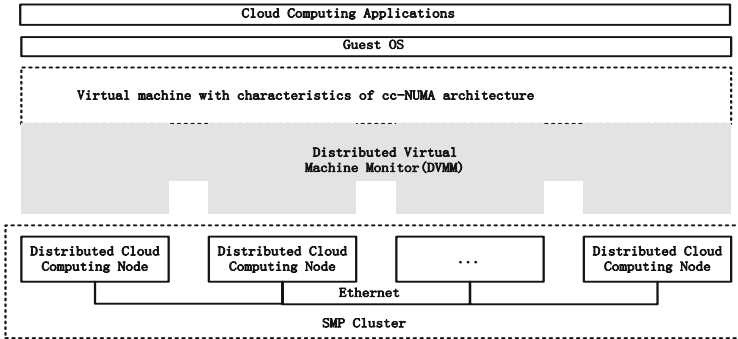 Cloud Computing Applications
Guest OS
Virtual machine with characteristics of cc-NUMA architecture
Distributed Virtual
Machine Monitor(DVMM)
Distributed Cloud
Computing Node
Distributed Cloud
Computing Node
...
Distributed Cloud
Computing Node
Ethernet
SMP Cluster